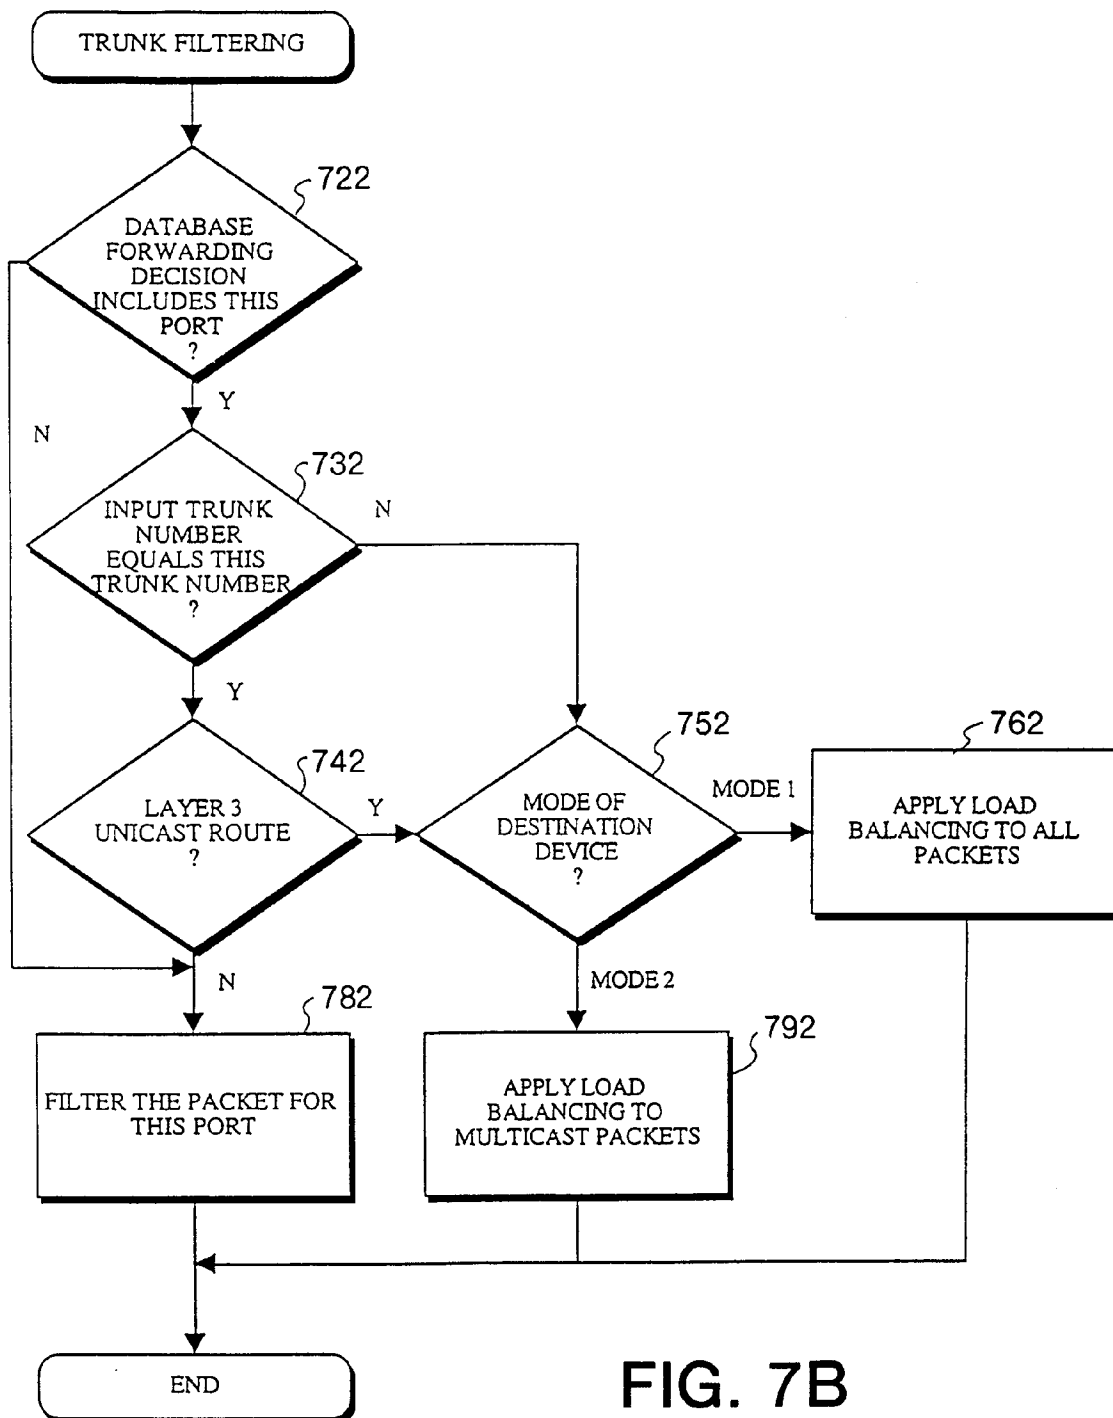 TRUNK FILTERING
722
DATABASE
FORWARDING
DECISION
INCLUDES THIS
PORT
?
Y
N
732
INPUT TRUNK
NUMBER
EQUALS THIS
TRUNK NUMBER
?
N
Y
742
LAYER 3
UNICAST ROUTE
?
Y
N
752
MODE OF
DESTINATION
DEVICE
?
MODE 1
MODE 2
762
APPLY LOAD
BALANCING TO ALL
PACKETS
782
FILTER THE PACKET FOR
THIS PORT
792
APPLY LOAD
BALANCING TO
MULTICAST PACKETS
END
FIG. 7B